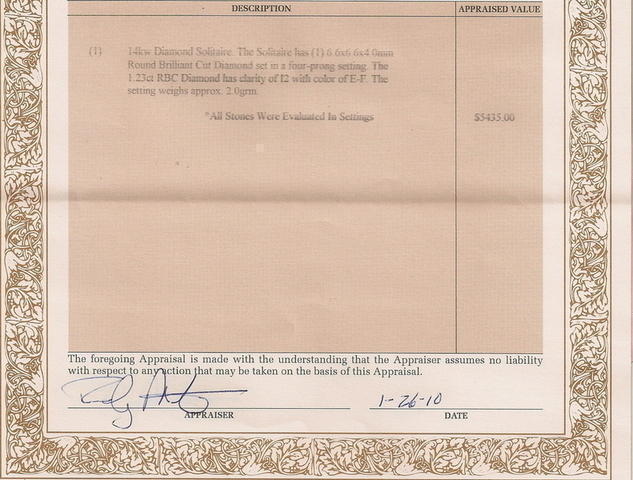 DESCRIPTION APPRAISED VALUE
(1) 14kw Diamond Solitaire. The Solitaire has (1) 6.6x6.6x4.0mm
Round Brilliant Cut Diamond set in a four-prong setting. The
1.23ct RBC Diamond has clarity of I2 with color of E-F. The
setting weighs approx. 2.0grm.
*All Stones Were Evaluated In Settings $5435.00
The foregoing Appraisal is made with the understanding that the Appraiser assumes no liability
with respect to any action that may be taken on the basis of this Appraisal.
1-26-10
APPRAISER DATE